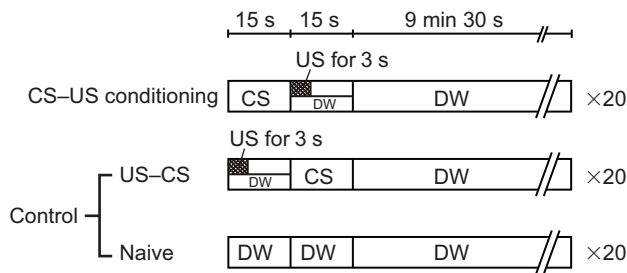 15 s 15 s 9 min 30 s
US for 3 s
CS–US conditioning CS DW DW ×20
US for 3 s
US–CS DW CS DW ×20
Control
Naive DW DW DW ×20